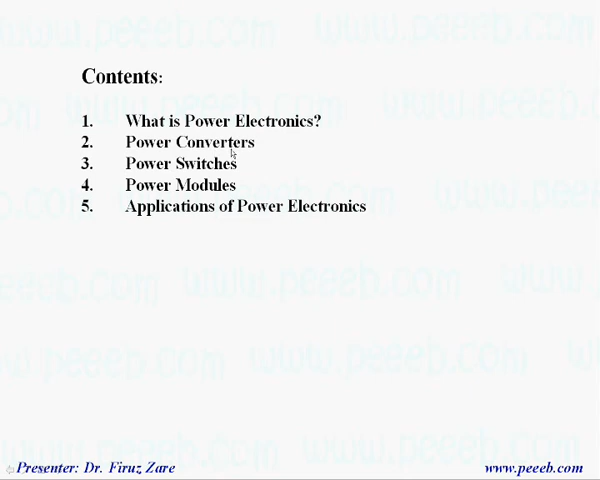 Contents:
1. What is Power Electronics?
2. Power Converters
3. Power Switches
4. Power Modules
5. Applications of Power Electronics
Presenter: Dr. Firuz Zare
www.peeeb.com